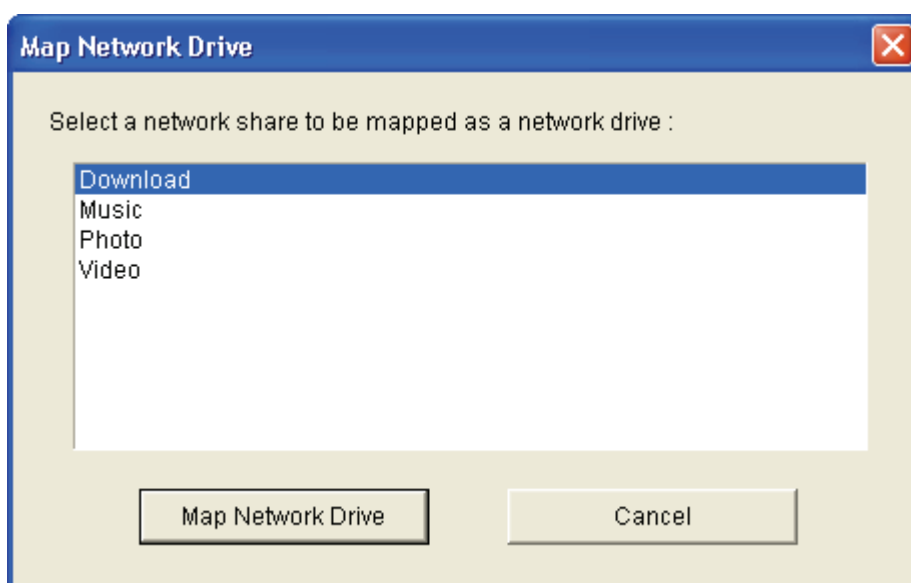 Map Network Drive
Select a network share to be mapped as a network drive :
Download
Music
Photo
Video
Map Network Drive
Cancel